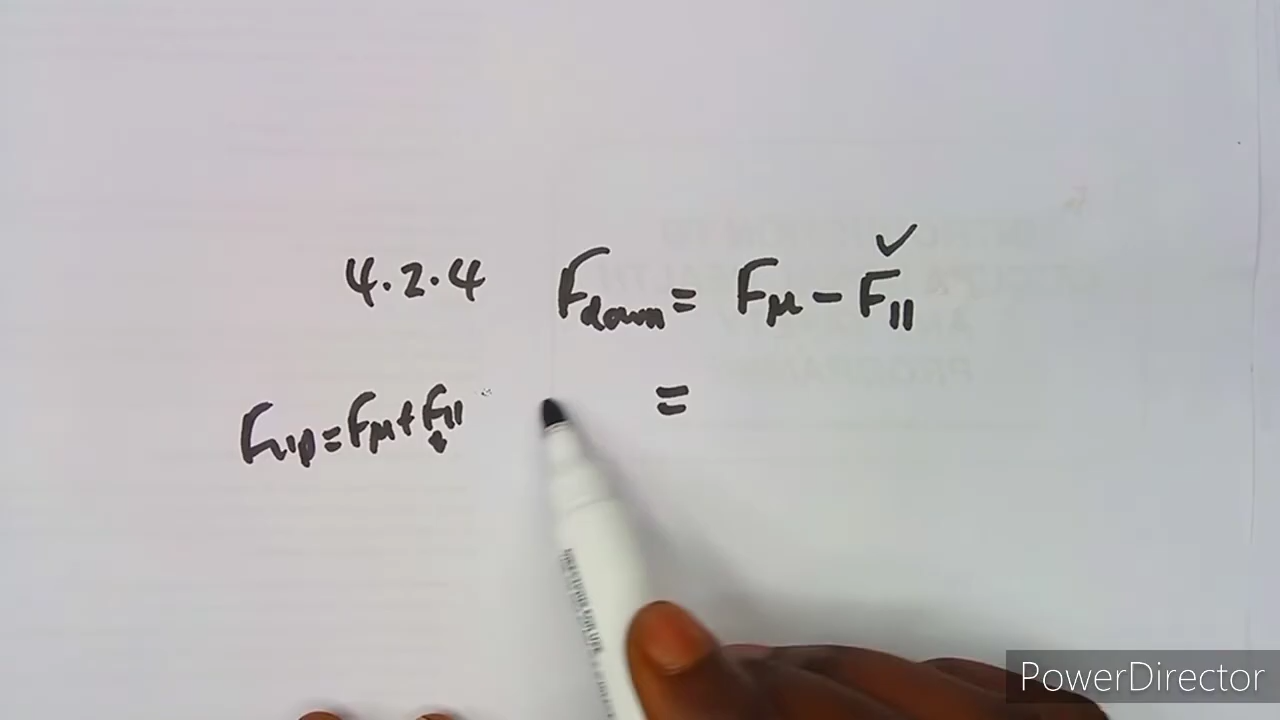 4.2.4 Fdown = Fμ - F|| ✓
=
Fup = Fμ + F||
PowerDirector